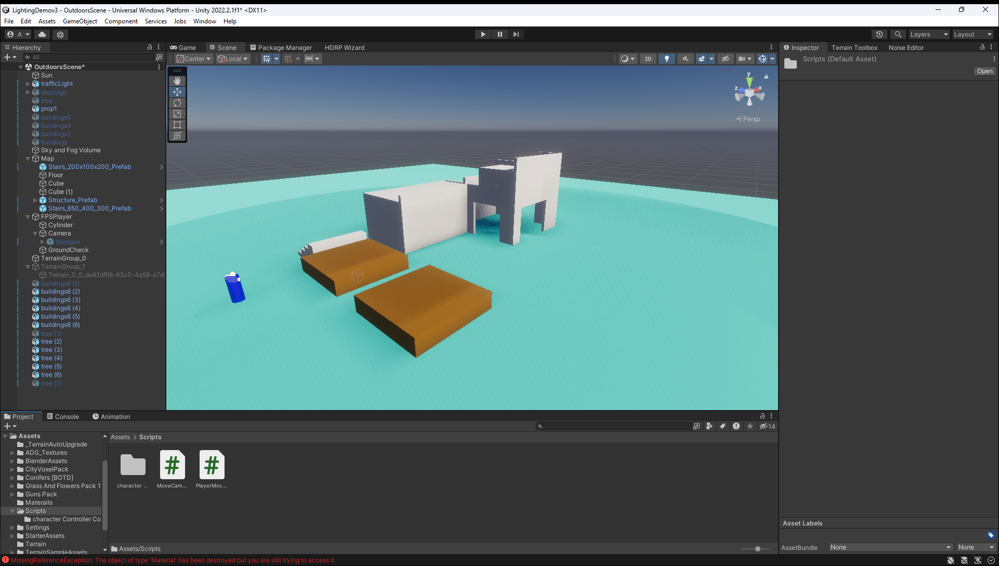 LightingDemov3 - OutdoorsScene - Universal Windows Platform - Unity 2022.2.1f1* <DX11>
File Edit Assets GameObject Component Services Jobs Window Help
A Layers Layout
Hierarchy
All
OutdoorsScene*
Sun
trafficLight
stopSign
tree
prop1
buildings6
buildings4
buildings2
buildings
Sky and Fog Volume
Map
Stairs_200x100x200_Prefab
Floor
Cube
Cube (1)
Structure_Prefab
Stairs_650_400_300_Prefab
FPSPlayer
Cylinder
Camera
Shotgun
GroundCheck
TerrainGroup_0
TerrainGroup_1
Terrain_0_0_da92df56-93c0-4a58-a7df
buildings6 (1)
buildings6 (2)
buildings6 (3)
buildings6 (4)
buildings6 (5)
buildings6 (6)
tree (1)
tree (2)
tree (3)
tree (4)
tree (5)
tree (6)
tree (7)
Game Scene Package Manager HDRP Wizard
Center Local 2D
y
z x
Persp
Inspector Terrain Toolbox Noise Editor
Scripts (Default Asset)
Open
Project Console Animation
14
Assets
_TerrainAutoUpgrade
ADG_Textures
BlenderAssets
CityVoxelPack
Conifers [BOTD]
Grass And Flowers Pack 1
Guns Pack
Materails
Scripts
character Controller Co
Settings
StarterAssets
Terrain
TerrainSampleAssets
Assets > Scripts
character ... MoveCam... PlayerMov...
Assets/Scripts
Asset Labels
AssetBundle None None
MissingReferenceException: The object of type 'Material' has been destroyed but you are still trying to access it.